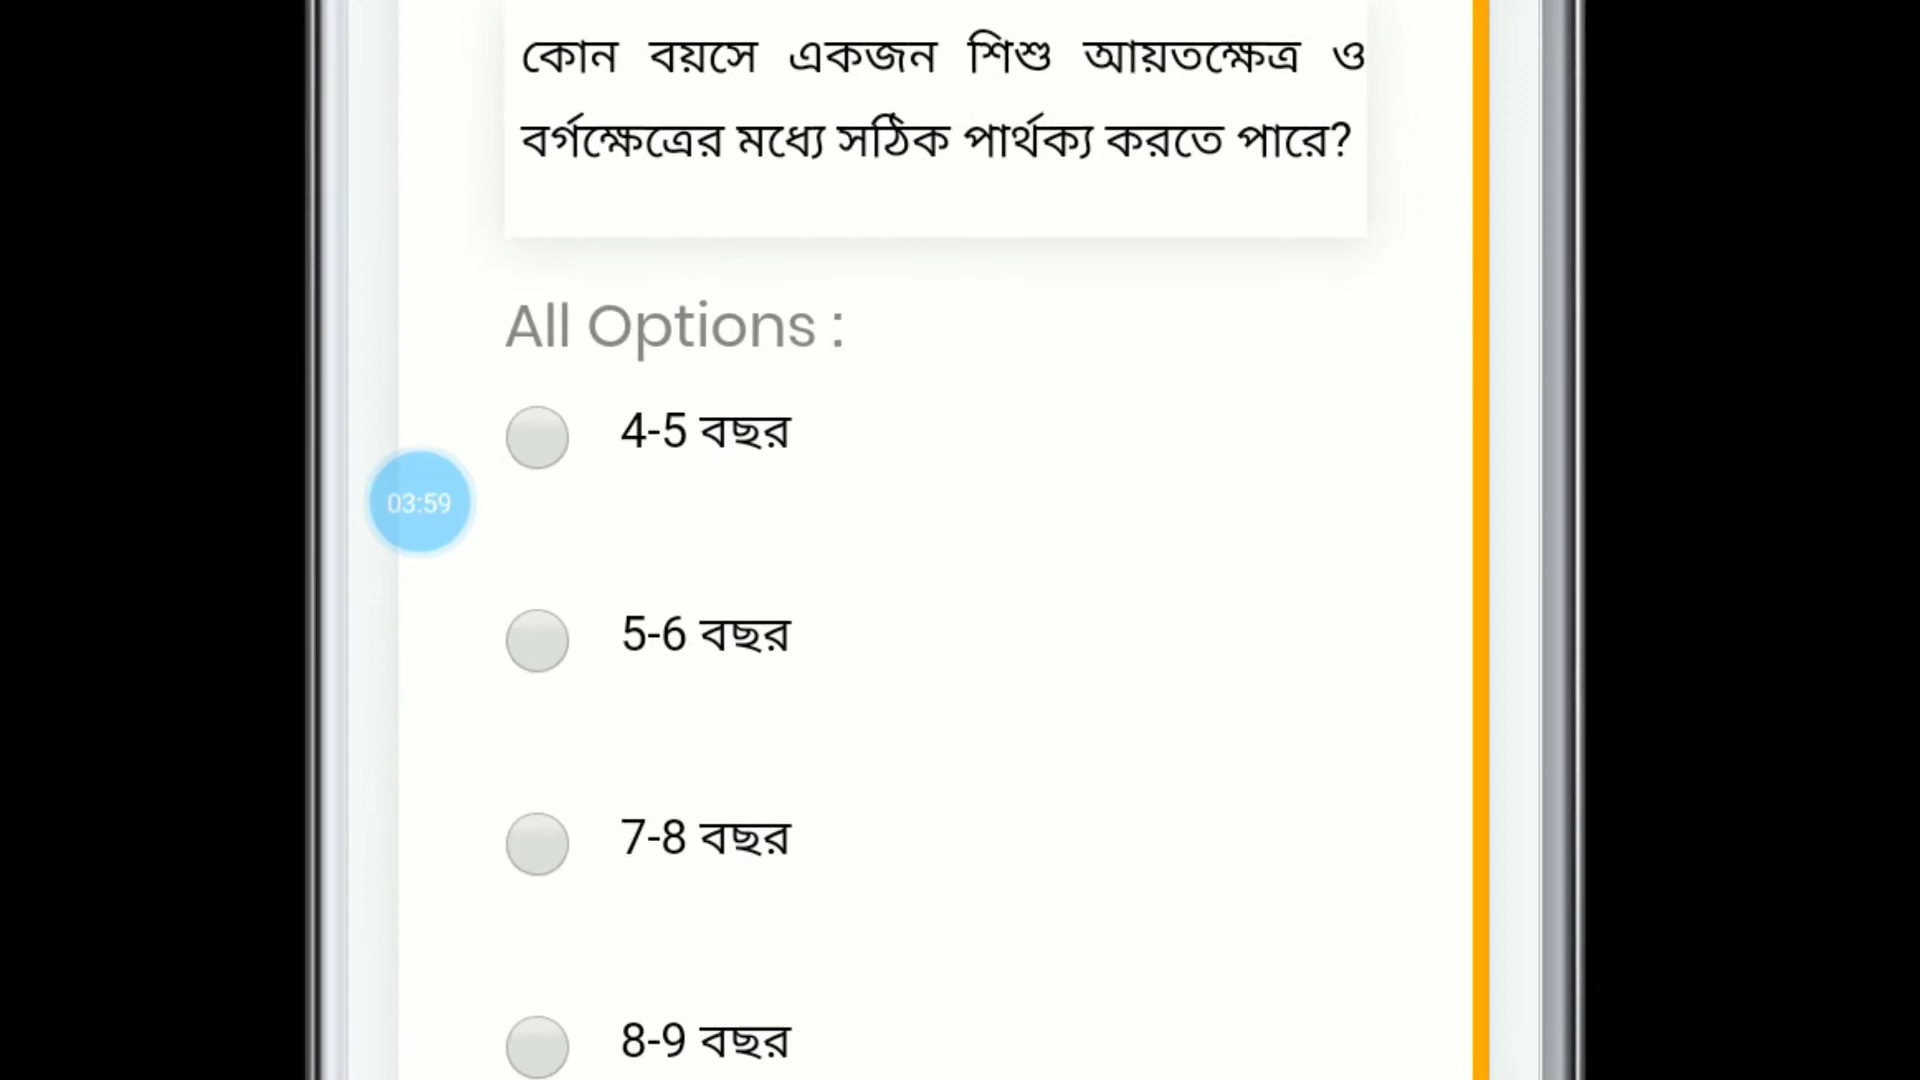 কোন বয়সে একজন শিশু আয়তক্ষেত্র ও
বর্গক্ষেত্রের মধ্যে সঠিক পার্থক্য করতে পারে?
All Options :
4-5 বছর
03:59
5-6 বছর
7-8 বছর
8-9 বছর